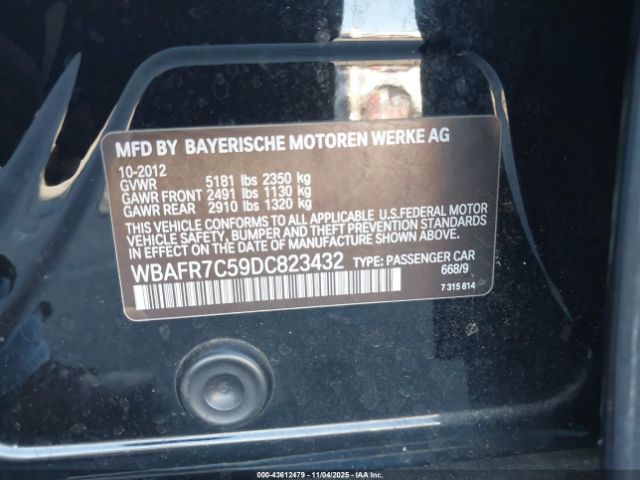 MFD BY BAYERISCHE MOTOREN WERKE AG
10-2012
GVWR 5181 lbs 2350 kg
GAWR FRONT 2491 lbs 1130 kg
GAWR REAR 2910 lbs 1320 kg
THIS VEHICLE CONFORMS TO ALL APPLICABLE U.S.FEDERAL MOTOR
VEHICLE SAFETY, BUMPER AND THEFT PREVENTION STANDARDS
IN EFFECT ON THE DATE OF MANUFACTURE SHOWN ABOVE.
WBAFR7C59DC823432 TYPE: PASSENGER CAR
668/9
7 315 814
000-43612479 - 11/04/2025 - IAAI.com